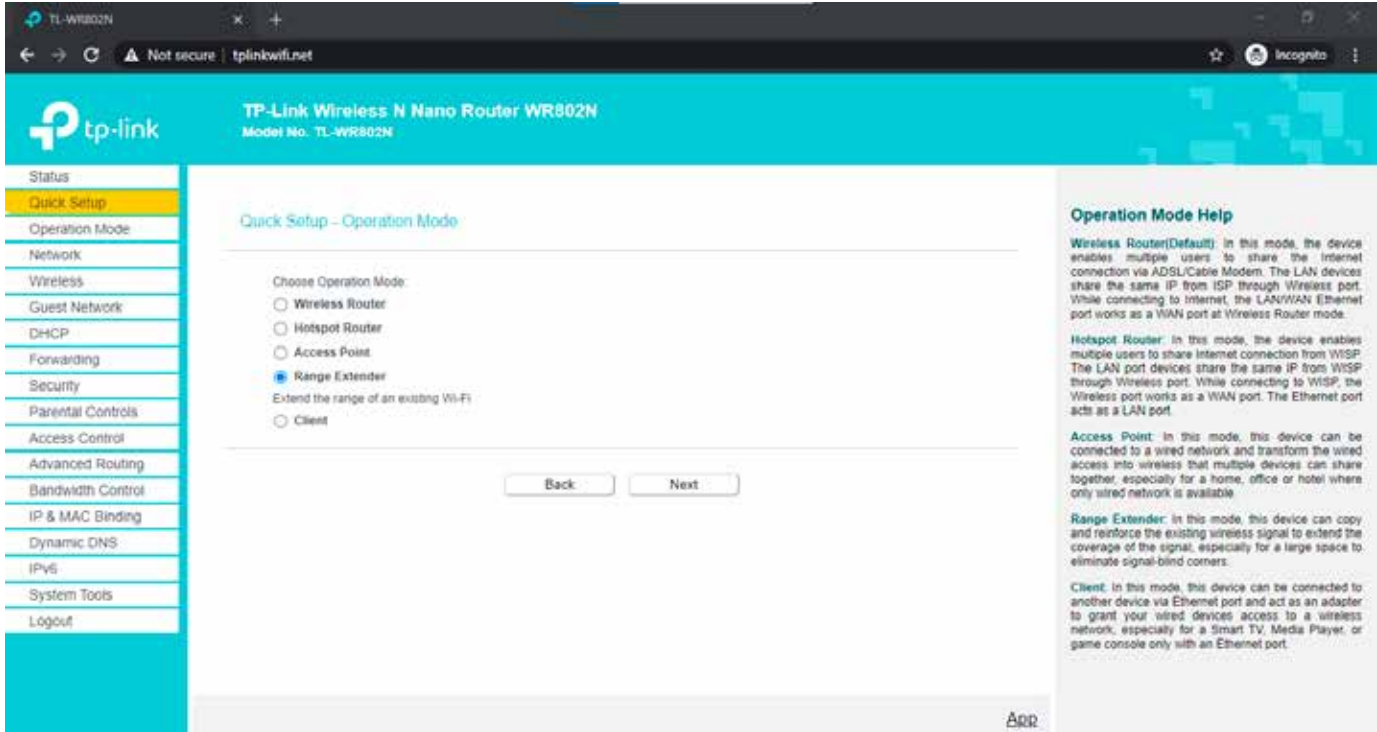 TL-WR802N
Not secure | tplinkwifi.net
Incognito
tp-link
TP-Link Wireless N Nano Router WR802N
Model No. TL-WR802N
Status
Quick Setup
Operation Mode
Network
Wireless
Guest Network
DHCP
Forwarding
Security
Parental Controls
Access Control
Advanced Routing
Bandwidth Control
IP & MAC Binding
Dynamic DNS
IPv6
System Tools
Logout
Quick Setup - Operation Mode
Choose Operation Mode:
Wireless Router
Hotspot Router
Access Point
Range Extender
Extend the range of an existing Wi-Fi
Client
Back
Next
App
Operation Mode Help
Wireless Router(Default): In this mode, the device
enables multiple users to share the Internet
connection via ADSL/Cable Modem. The LAN devices
share the same IP from ISP through Wireless port.
While connecting to Internet, the LAN/WAN Ethernet
port works as a WAN port at Wireless Router mode.
Hotspot Router: In this mode, the device enables
multiple users to share Internet connection from WISP.
The LAN port devices share the same IP from WISP
through Wireless port. While connecting to WISP, the
Wireless port works as a WAN port. The Ethernet port
acts as a LAN port.
Access Point: In this mode, this device can be
connected to a wired network and transform the wired
access into wireless that multiple devices can share
together, especially for a home, office or hotel where
only wired network is available.
Range Extender: In this mode, this device can copy
and reinforce the existing wireless signal to extend the
coverage of the signal, especially for a large space to
eliminate signal-blind corners.
Client: In this mode, this device can be connected to
another device via Ethernet port and act as an adapter
to grant your wired devices access to a wireless
network, especially for a Smart TV, Media Player, or
game console only with an Ethernet port.